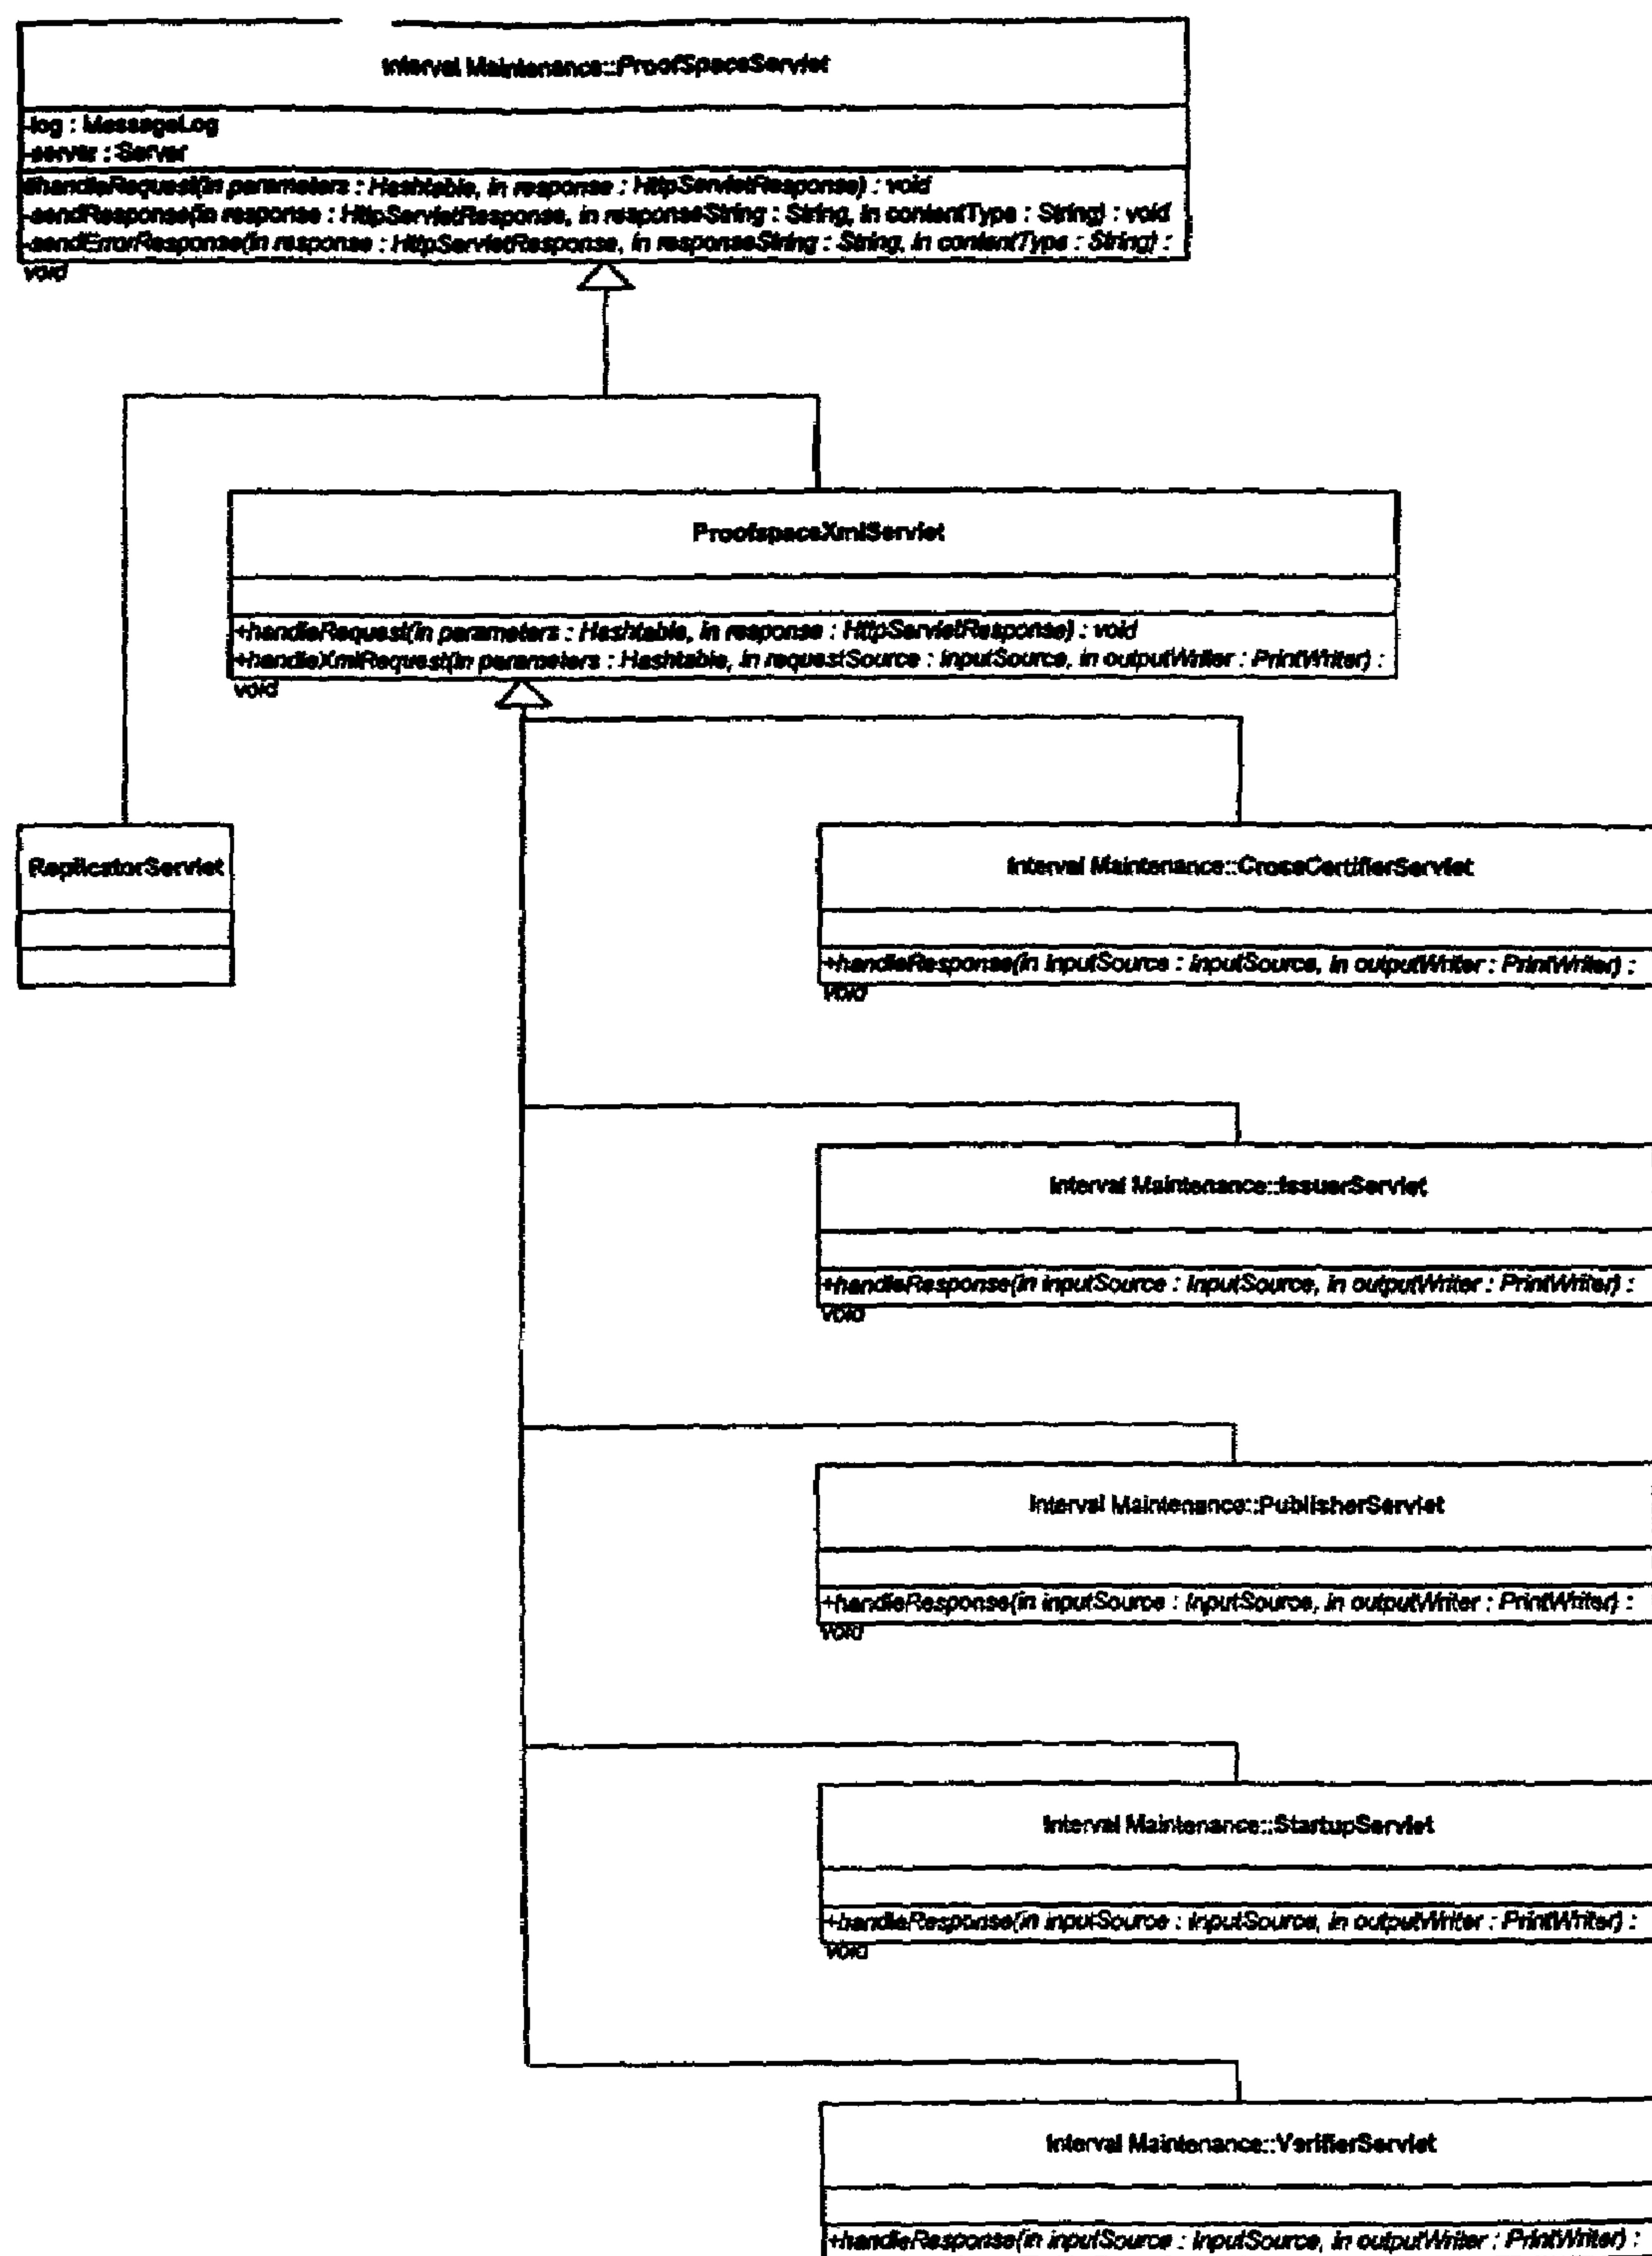 Interval Maintenance::ProofSpaceServlet
-log : MessageLog
-server : Server
#handleRequest(in parameters : Hashtable, in response : HttpServletResponse) : void
-sendResponse(in response : HttpServletResponse, in responseString : String, in contentType : String) : void
-sendErrorResponse(in response : HttpServletResponse, in responseString : String, in contentType : String) :
void
ProofspaceXmlServlet
+handleRequest(in parameters : Hashtable, in response : HttpServletResponse) : void
+handleXmlRequest(in parameters : Hashtable, in requestSource : InputSource, in outputWriter : PrintWriter) :
void
ReplicatorServlet
Interval Maintenance::CrossCertifierServlet
+handleResponse(in inputSource : InputSource, in outputWriter : PrintWriter) :
void
Interval Maintenance::IssuerServlet
+handleResponse(in inputSource : InputSource, in outputWriter : PrintWriter) :
void
Interval Maintenance::PublisherServlet
+handleResponse(in inputSource : InputSource, in outputWriter : PrintWriter) :
void
Interval Maintenance::StartupServlet
+handleResponse(in inputSource : InputSource, in outputWriter : PrintWriter) :
void
Interval Maintenance::VerifierServlet
+handleResponse(in inputSource : InputSource, in outputWriter : PrintWriter) :